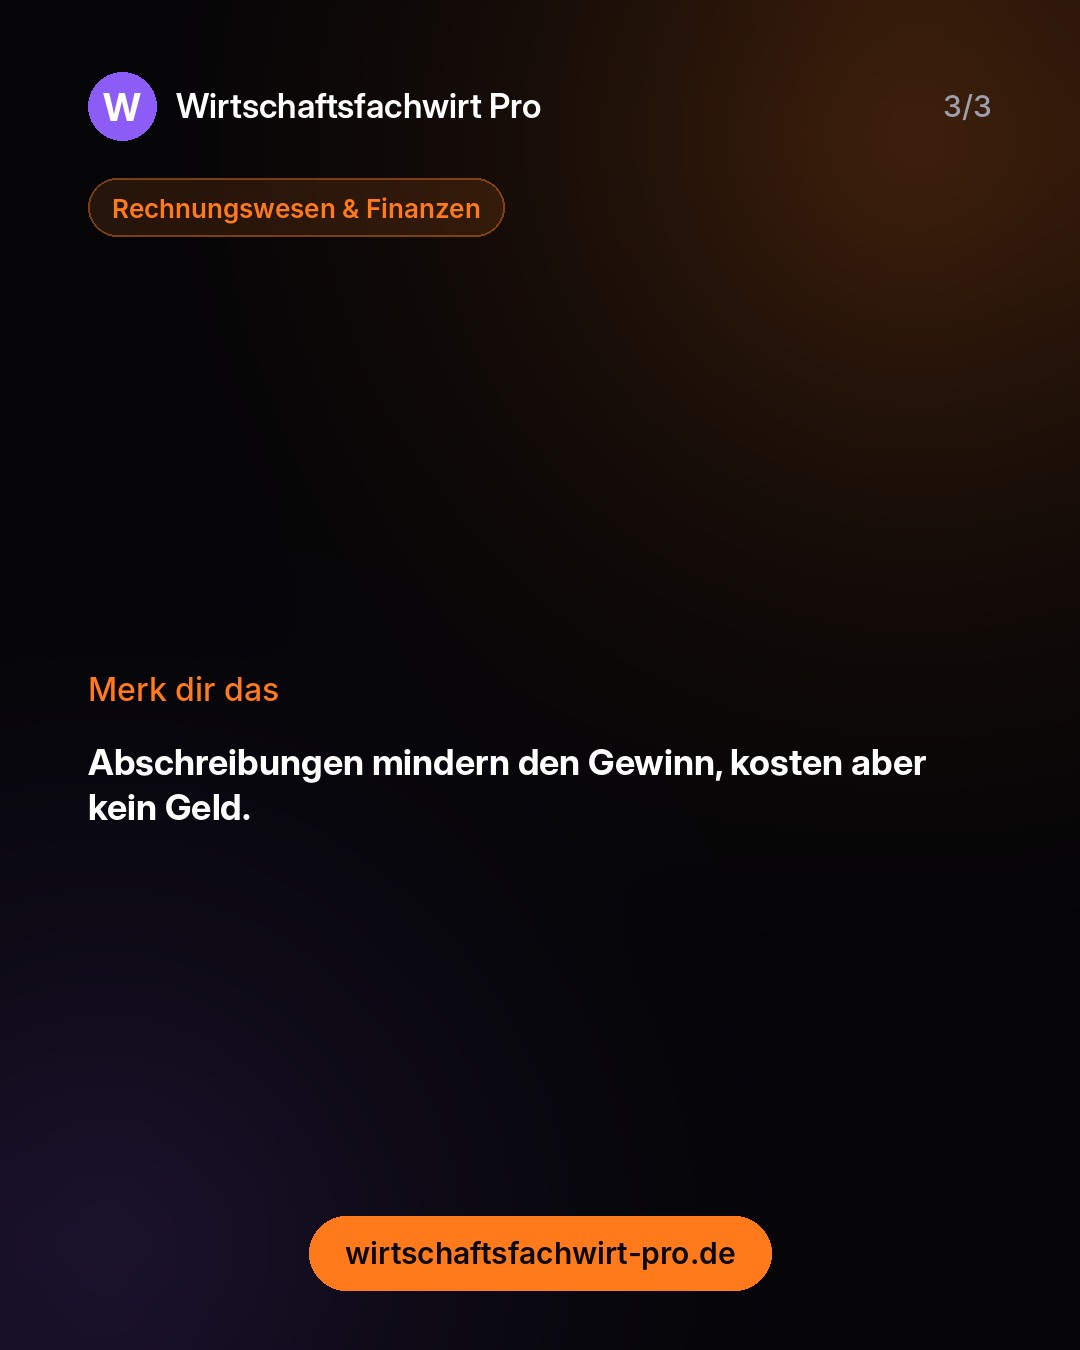 W Wirtschaftsfachwirt Pro
3/3
Rechnungswesen & Finanzen
Merk dir das
Abschreibungen mindern den Gewinn, kosten aber
kein Geld.
wirtschaftsfachwirt-pro.de